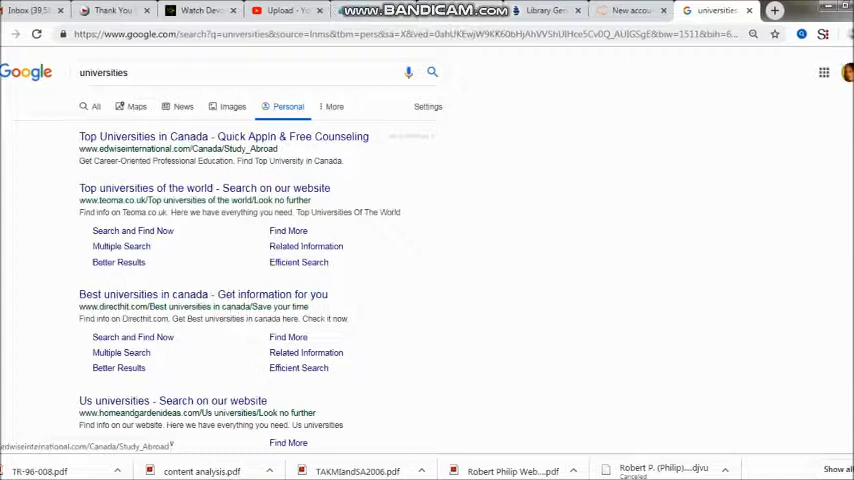 Inbox (39,5
Thank You
Watch Devo
Upload - Yo
www.BANDICAM.com
Library Gen
New accou
universities
https://www.google.com/search?q=universities&source=lnms&tbm=pers&sa=X&ved=
Google
universities
All Maps News Images Personal More Settings
Top Universities in Canada - Quick Appln & Free Counseling
www.edwiseinternational.com/Canada/Study_Abroad
Get Career-Oriented Professional Education. Find Top University in Canada.
Top universities of the world - Search on our website
www.teoma.co.uk/Top universities of the world/Look no further
Find info on Teoma.co.uk. Here we have everything you need. Top Universities Of The World
Search and Find Now Find More
Multiple Search Related Information
Better Results Efficient Search
Best universities in canada - Get information for you
www.directhit.com/Best universities in canada/Save your time
Find info on Directhit.com. Get Best universities in canada here. Check it now
Search and Find Now Find More
Multiple Search Related Information
Better Results Efficient Search
Us universities - Search on our website
www.homeandgardenideas.com/Us universities/Look no further
Find info on our website. Here we have everything you need. Us universities
Find More
edwiseinternational.com/Canada/Study_Abroad
TR-96-008.pdf content analysis.pdf TAKMIandSA2006.pdf Robert Philip Web....pdf Robert P. (Philip)....djvu Show all
Canceled